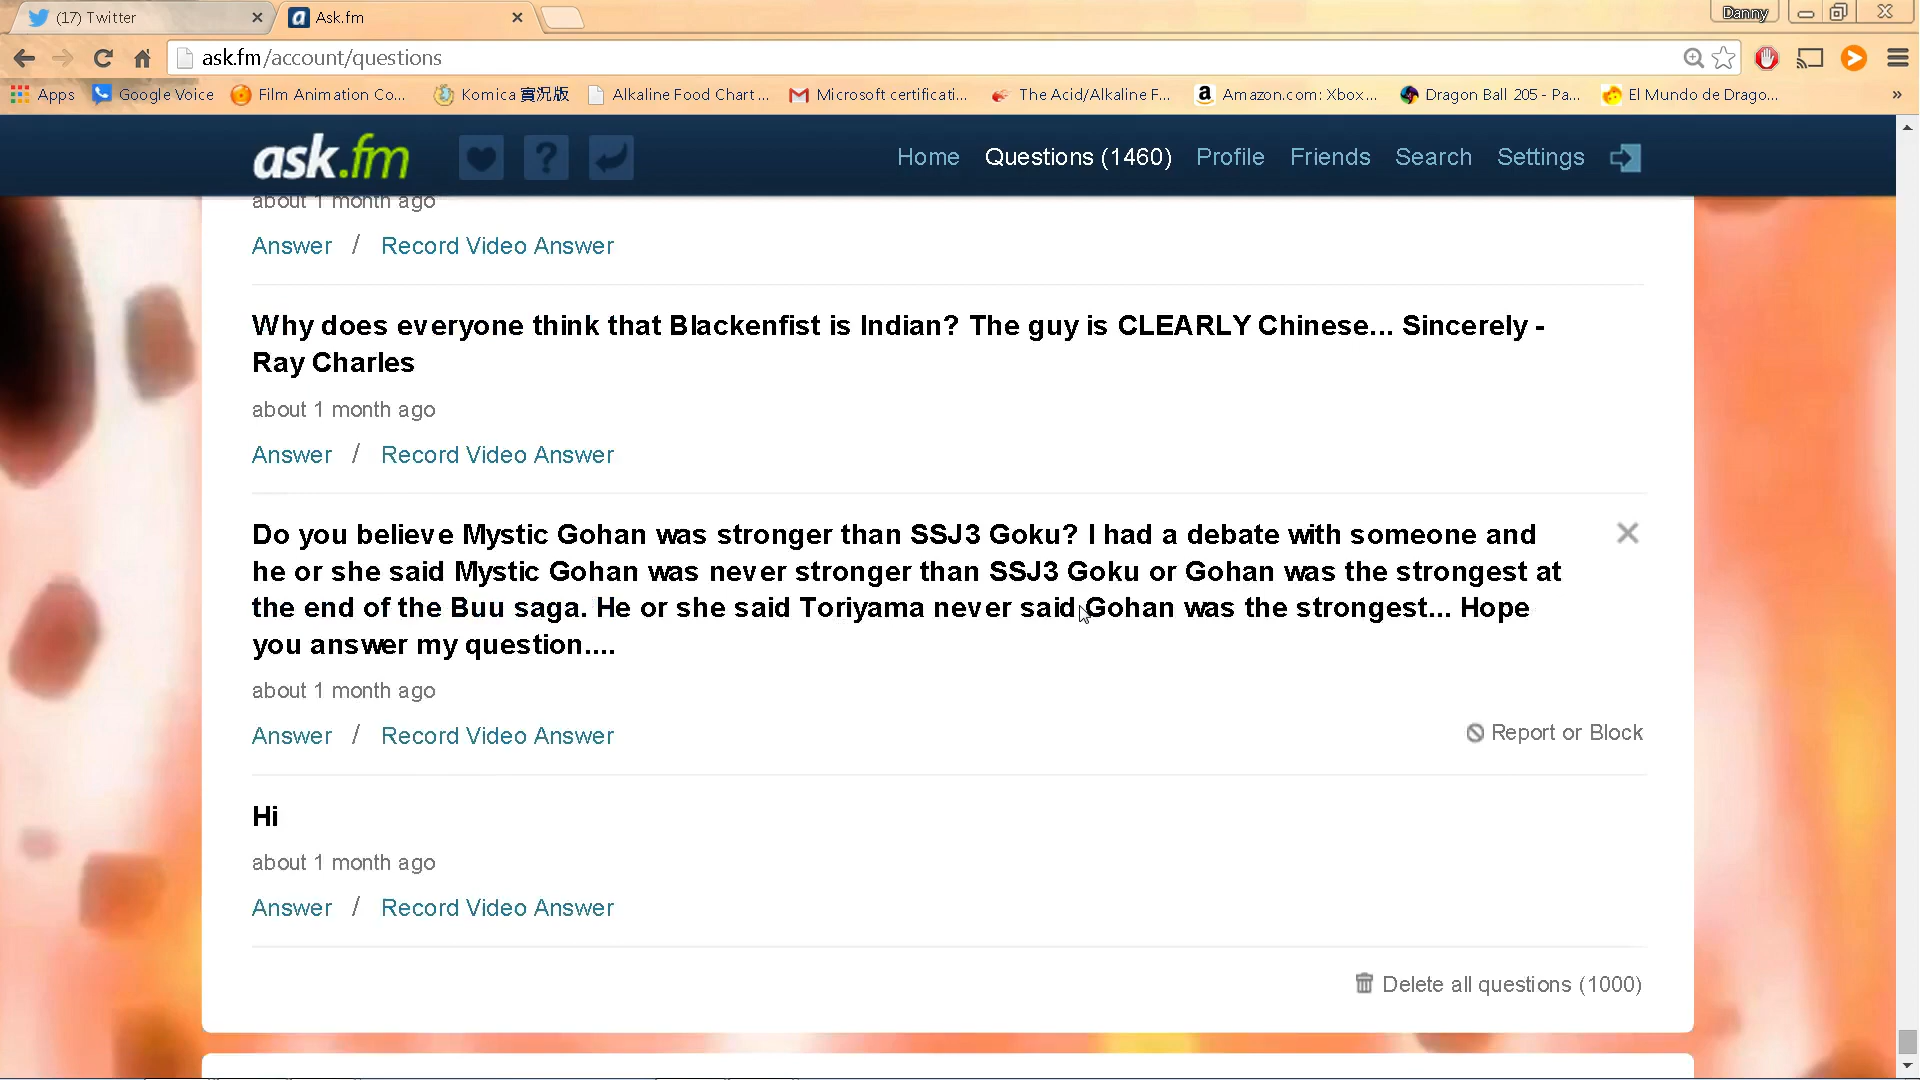 (17) Twitter
Ask.fm
Danny
ask.fm/account/questions
Apps
Google Voice
Film Animation Co...
Komica 實況版
Alkaline Food Chart ...
Microsoft certificati...
The Acid/Alkaline F...
Amazon.com: Xbox...
Dragon Ball 205 - Pa...
El Mundo de Drago...
»
ask.fm
Home
Questions (1460)
Profile
Friends
Search
Settings
about 1 month ago
Answer / Record Video Answer
Why does everyone think that Blackenfist is Indian? The guy is CLEARLY Chinese... Sincerely -
Ray Charles
about 1 month ago
Answer / Record Video Answer
Do you believe Mystic Gohan was stronger than SSJ3 Goku? I had a debate with someone and
he or she said Mystic Gohan was never stronger than SSJ3 Goku or Gohan was the strongest at
the end of the Buu saga. He or she said Toriyama never said Gohan was the strongest... Hope
you answer my question....
about 1 month ago
Answer / Record Video Answer
Report or Block
Hi
about 1 month ago
Answer / Record Video Answer
Delete all questions (1000)